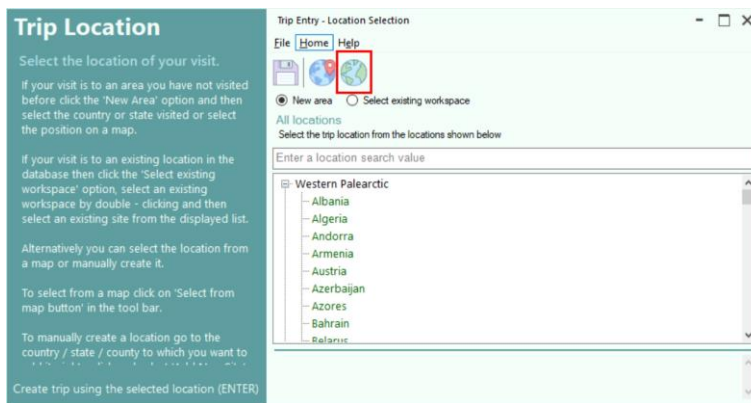 Trip Location
Select the location of your visit.
If your visit is to an area you have not visited
before click the 'New Area' option and then
select the country or state visited or select
the position on a map.
If your visit is to an existing location in the
database then click the 'Select existing
workspace' option, select an existing
workspace by double - clicking and then
select an existing site from the displayed list.
Alternatively you can select the location from
a map or manually create it.
To select from a map click on 'Select from
map button' in the tool bar.
To manually create a location go to the
country / state / county to which you want to
Create trip using the selected location (ENTER)
Trip Entry - Location Selection
File Home Help
New area Select existing workspace
All locations
Select the trip location from the locations shown below
Enter a location search value
Western Palearctic
Albania
Algeria
Andorra
Armenia
Austria
Azerbaijan
Azores
Bahrain
Belarus